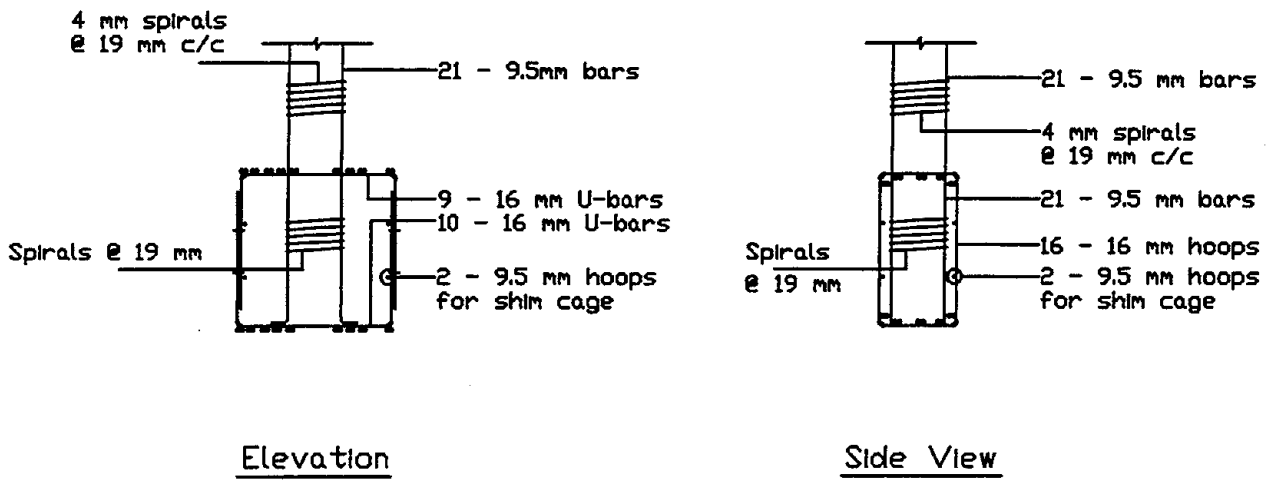 4 mm spirals
@ 19 mm c/c
21 - 9.5mm bars
9 - 16 mm U-bars
10 - 16 mm U-bars
Spirals @ 19 mm
2 - 9.5 mm hoops
for shim cage
Elevation
21 - 9.5 mm bars
4 mm spirals
@ 19 mm c/c
21 - 9.5 mm bars
Spirals
@ 19 mm
16 - 16 mm hoops
2 - 9.5 mm hoops
for shim cage
Side View